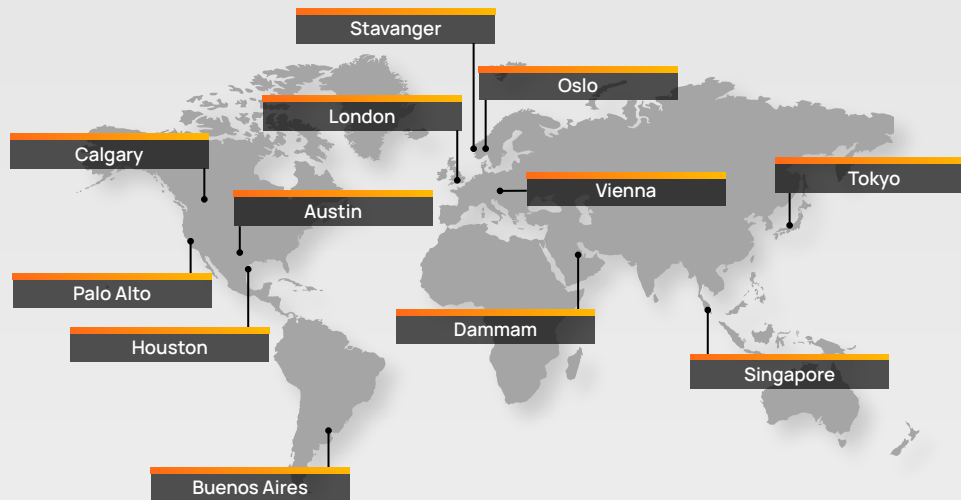 Stavanger
Oslo
London
Calgary
Tokyo
Vienna
Austin
Palo Alto
Dammam
Houston
Singapore
Buenos Aires